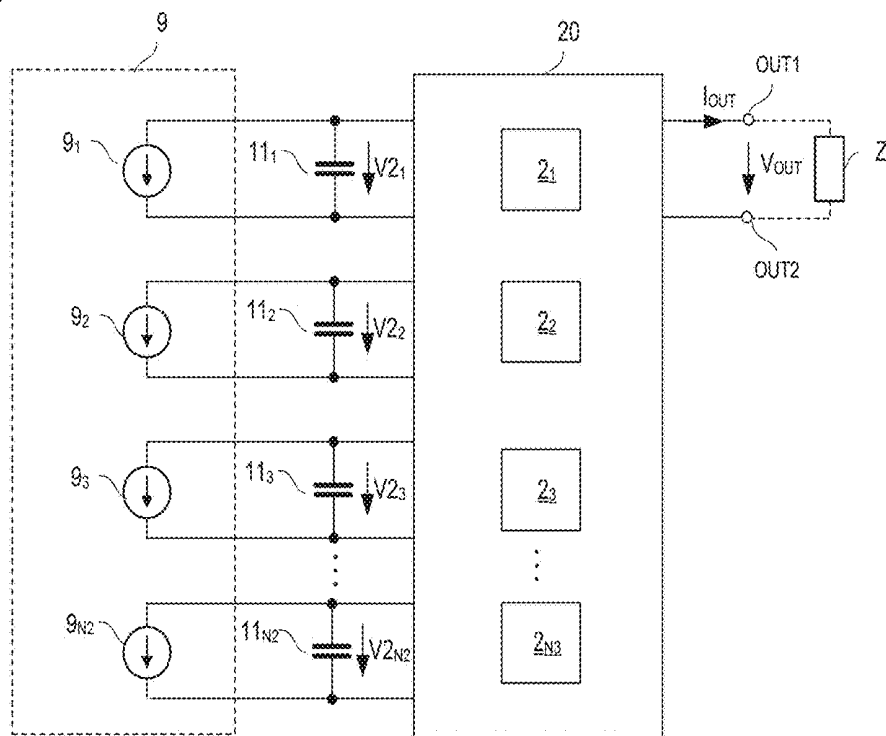 9
20
OUT1
I_OUT
9₁
11₁
V2₁
2₁
V_OUT
Z
OUT2
9₂
11₂
V2₂
2₂
9₃
11₃
V2₃
2₃
9_N2
11_N2
V2_N2
2_N3